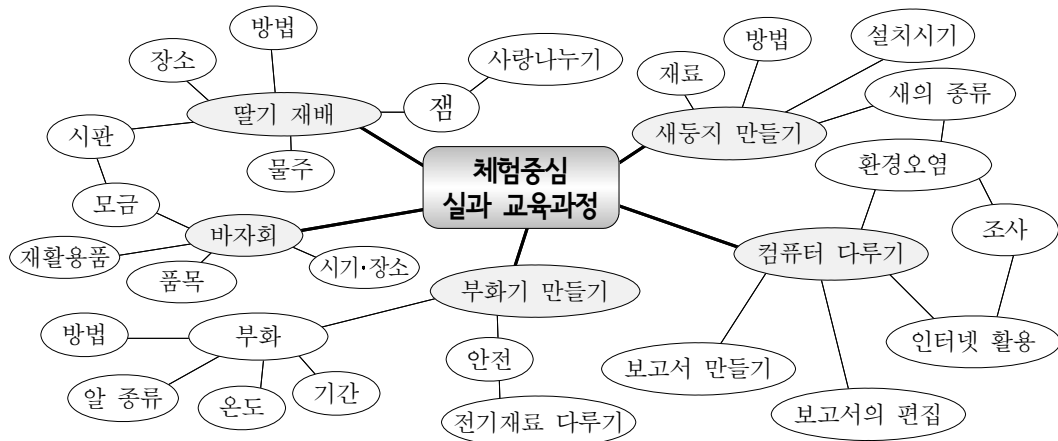 방법
장소
사랑나누기
딸기 재배
잼
시판
물주
모금
바자회
재활용품
품목
시기·장소
체험중심
실과 교육과정
방법
설치시기
재료
새의 종류
새둥지 만들기
환경오염
조사
컴퓨터 다루기
인터넷 활용
보고서 만들기
보고서의 편집
부화기 만들기
안전
전기재료 다루기
부화
방법
알 종류
온도
기간